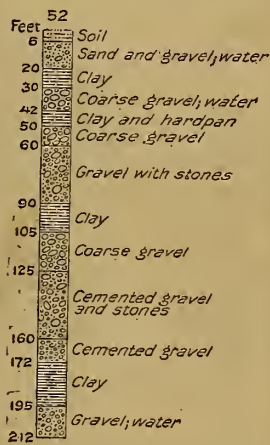 52
Feet
Soil
6
Sand and gravel; water
20
Clay
30
Coarse gravel; water
42
Clay and hardpan
50
Coarse gravel
60
Gravel with stones
90
Clay
105
Coarse gravel
125
Cemented gravel
and stones
160
Cemented gravel
172
Clay
195
Gravel; water
212